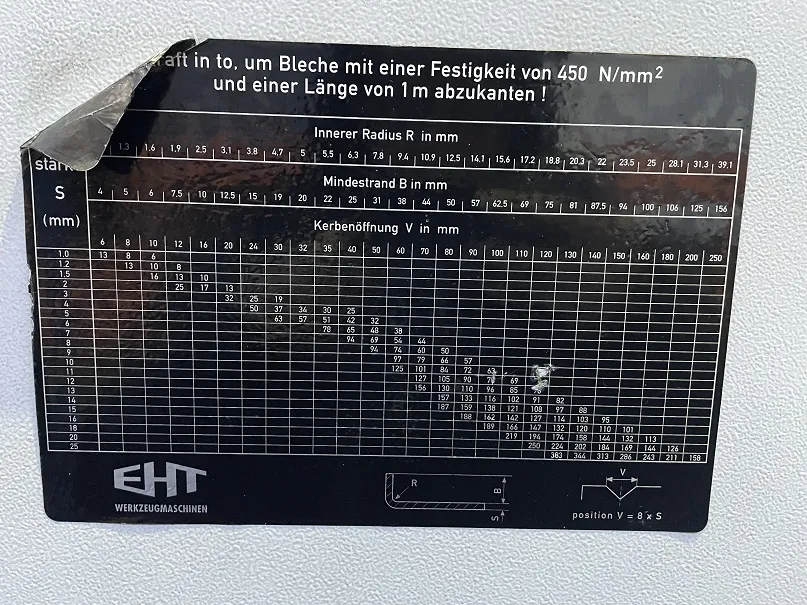 raft in to, um Bleche mit einer Festigkeit von 450 N/mm²
und einer Länge von 1m abzukanten !
Innerer Radius R in mm
1.3 1.6 1,9 2.5 3,1 3.8 4,7 5 5.5 6,3 7.8 9.4 10.9 12.5 14.1 15.6 17.2 18.8 20.3 22 23.5 25 28.1 31.3 39.1
stärk
S
(mm)
Mindestrand B in mm
4 5 6 7.5 10 12.5 15 19 20 22 25 31 38 44 50 57 62.5 69 75 81 87.5 94 100 106 125 156
Kerbenöffnung V in mm
6 8 10 12 16 20 24 30 32 35 40 50 60 70 80 90 100 110 120 130 140 150 160 180 200 250
1.0 13 8 6
1.2 13 10 8
1.5 16 13 10
2 25 17 13
3 32 25 19
4 50 37 34 30 25
5 63 57 51 42 32
6 78 65 48 38
7 94 69 54 44
8 94 74 60 50
9 97 79 66 57
10 125 101 84 72 63
11 127 105 90 69
12 156 130 110 96 85
13 157 133 116 102 91 82
14 187 159 138 121 108 97 88
15 188 162 142 127 114 103 95
16 189 166 147 132 120 110 101
18 219 194 174 158 144 132 113
20 250 224 202 184 169 144 126
25 383 344 313 286 243 211 158
EHT
WERKZEUGMASCHINEN
R B S
V
position V = 8 x S